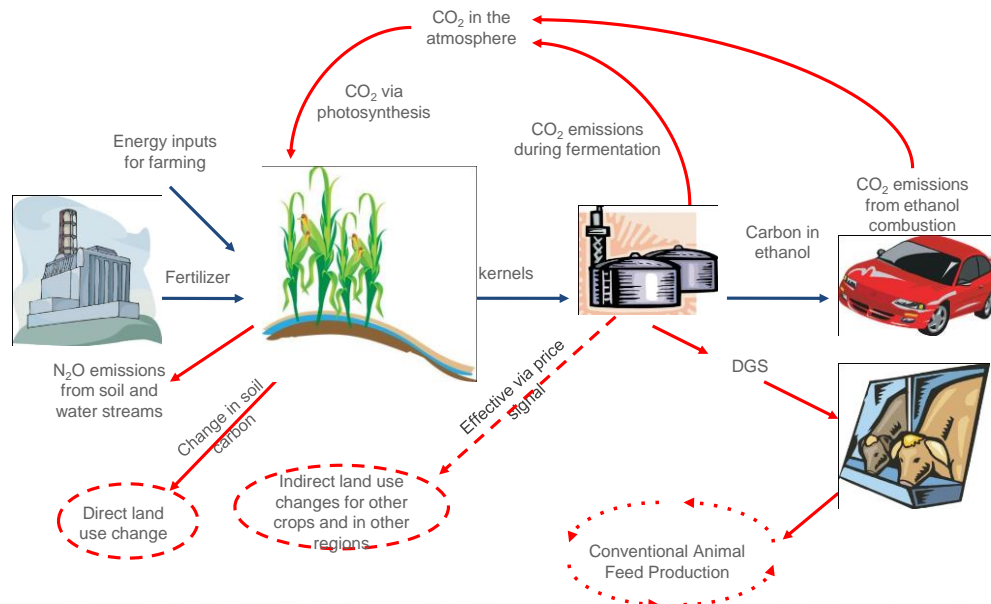 CO₂ in the
atmosphere
CO₂ via
photosynthesis
Energy inputs
for farming
CO₂ emissions
during fermentation
CO₂ emissions
from ethanol
combustion
Carbon in
ethanol
Fertilizer
kernels
N₂O emissions
from soil and
water streams
Change in soil
carbon
Effective via price
signal
DGS
Direct land
use change
Indirect land use
changes for other
crops and in other
regions
Conventional Animal
Feed Production